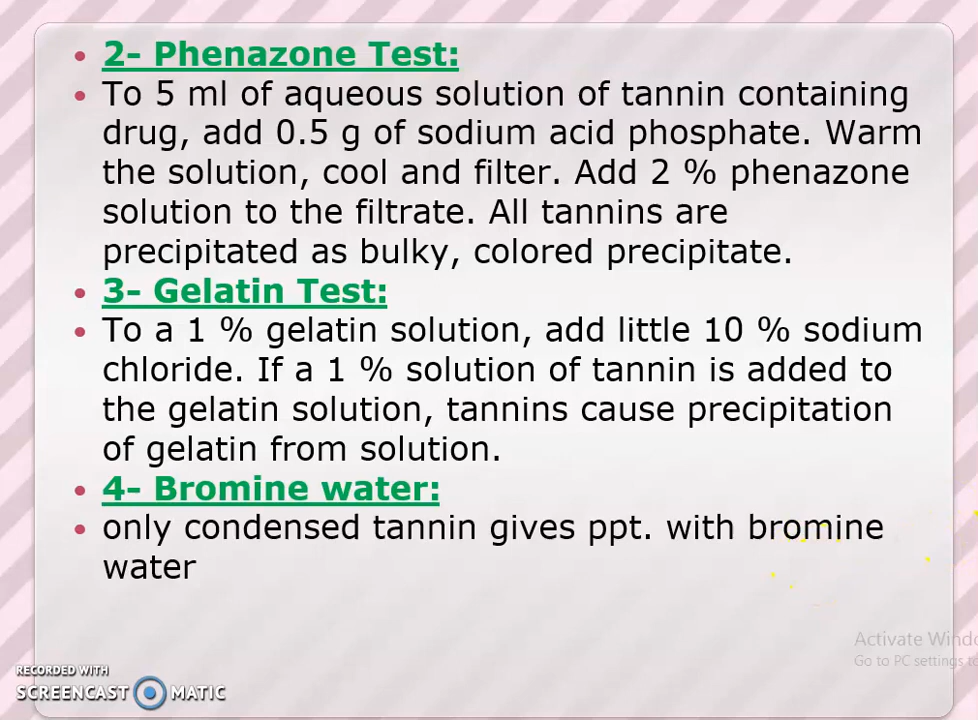 2- Phenazone Test:
To 5 ml of aqueous solution of tannin containing
drug, add 0.5 g of sodium acid phosphate. Warm
the solution, cool and filter. Add 2 % phenazone
solution to the filtrate. All tannins are
precipitated as bulky, colored precipitate.
3- Gelatin Test:
To a 1 % gelatin solution, add little 10 % sodium
chloride. If a 1 % solution of tannin is added to
the gelatin solution, tannins cause precipitation
of gelatin from solution.
4- Bromine water:
only condensed tannin gives ppt. with bromine
water
Activate Windo
Go to PC settings to
RECORDED WITH
SCREENCAST MATIC